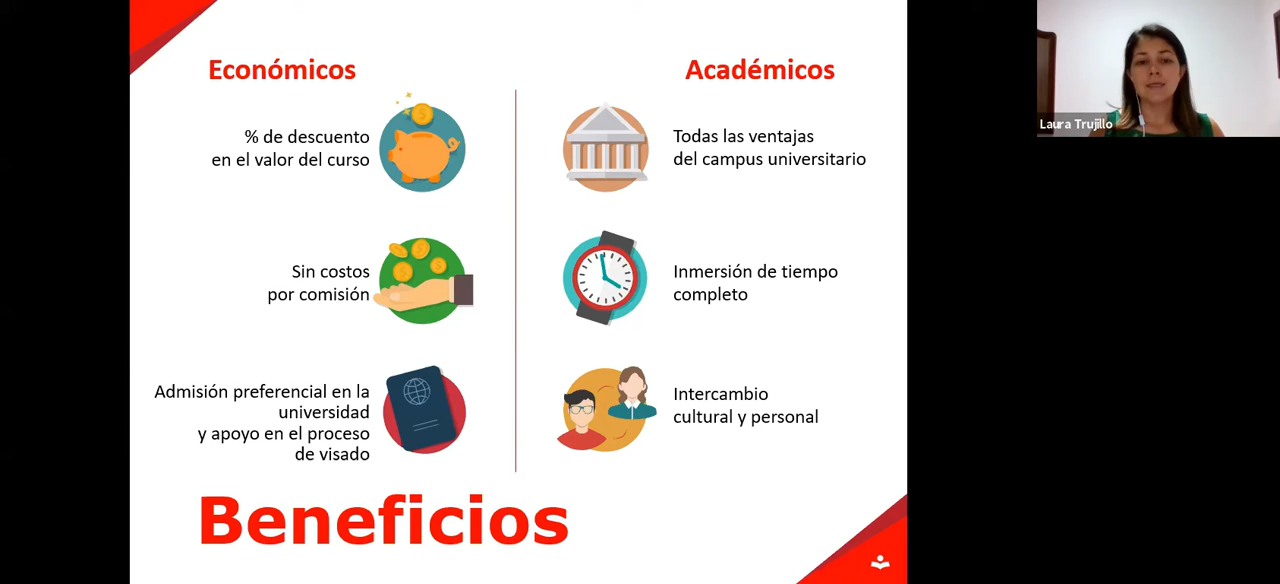 Económicos
% de descuento
en el valor del curso
Sin costos
por comisión
Admisión preferencial en la
universidad
y apoyo en el proceso
de visado
Académicos
Todas las ventajas
del campus universitario
Inmersión de tiempo
completo
Intercambio
cultural y personal
Beneficios
Laura Trujillo